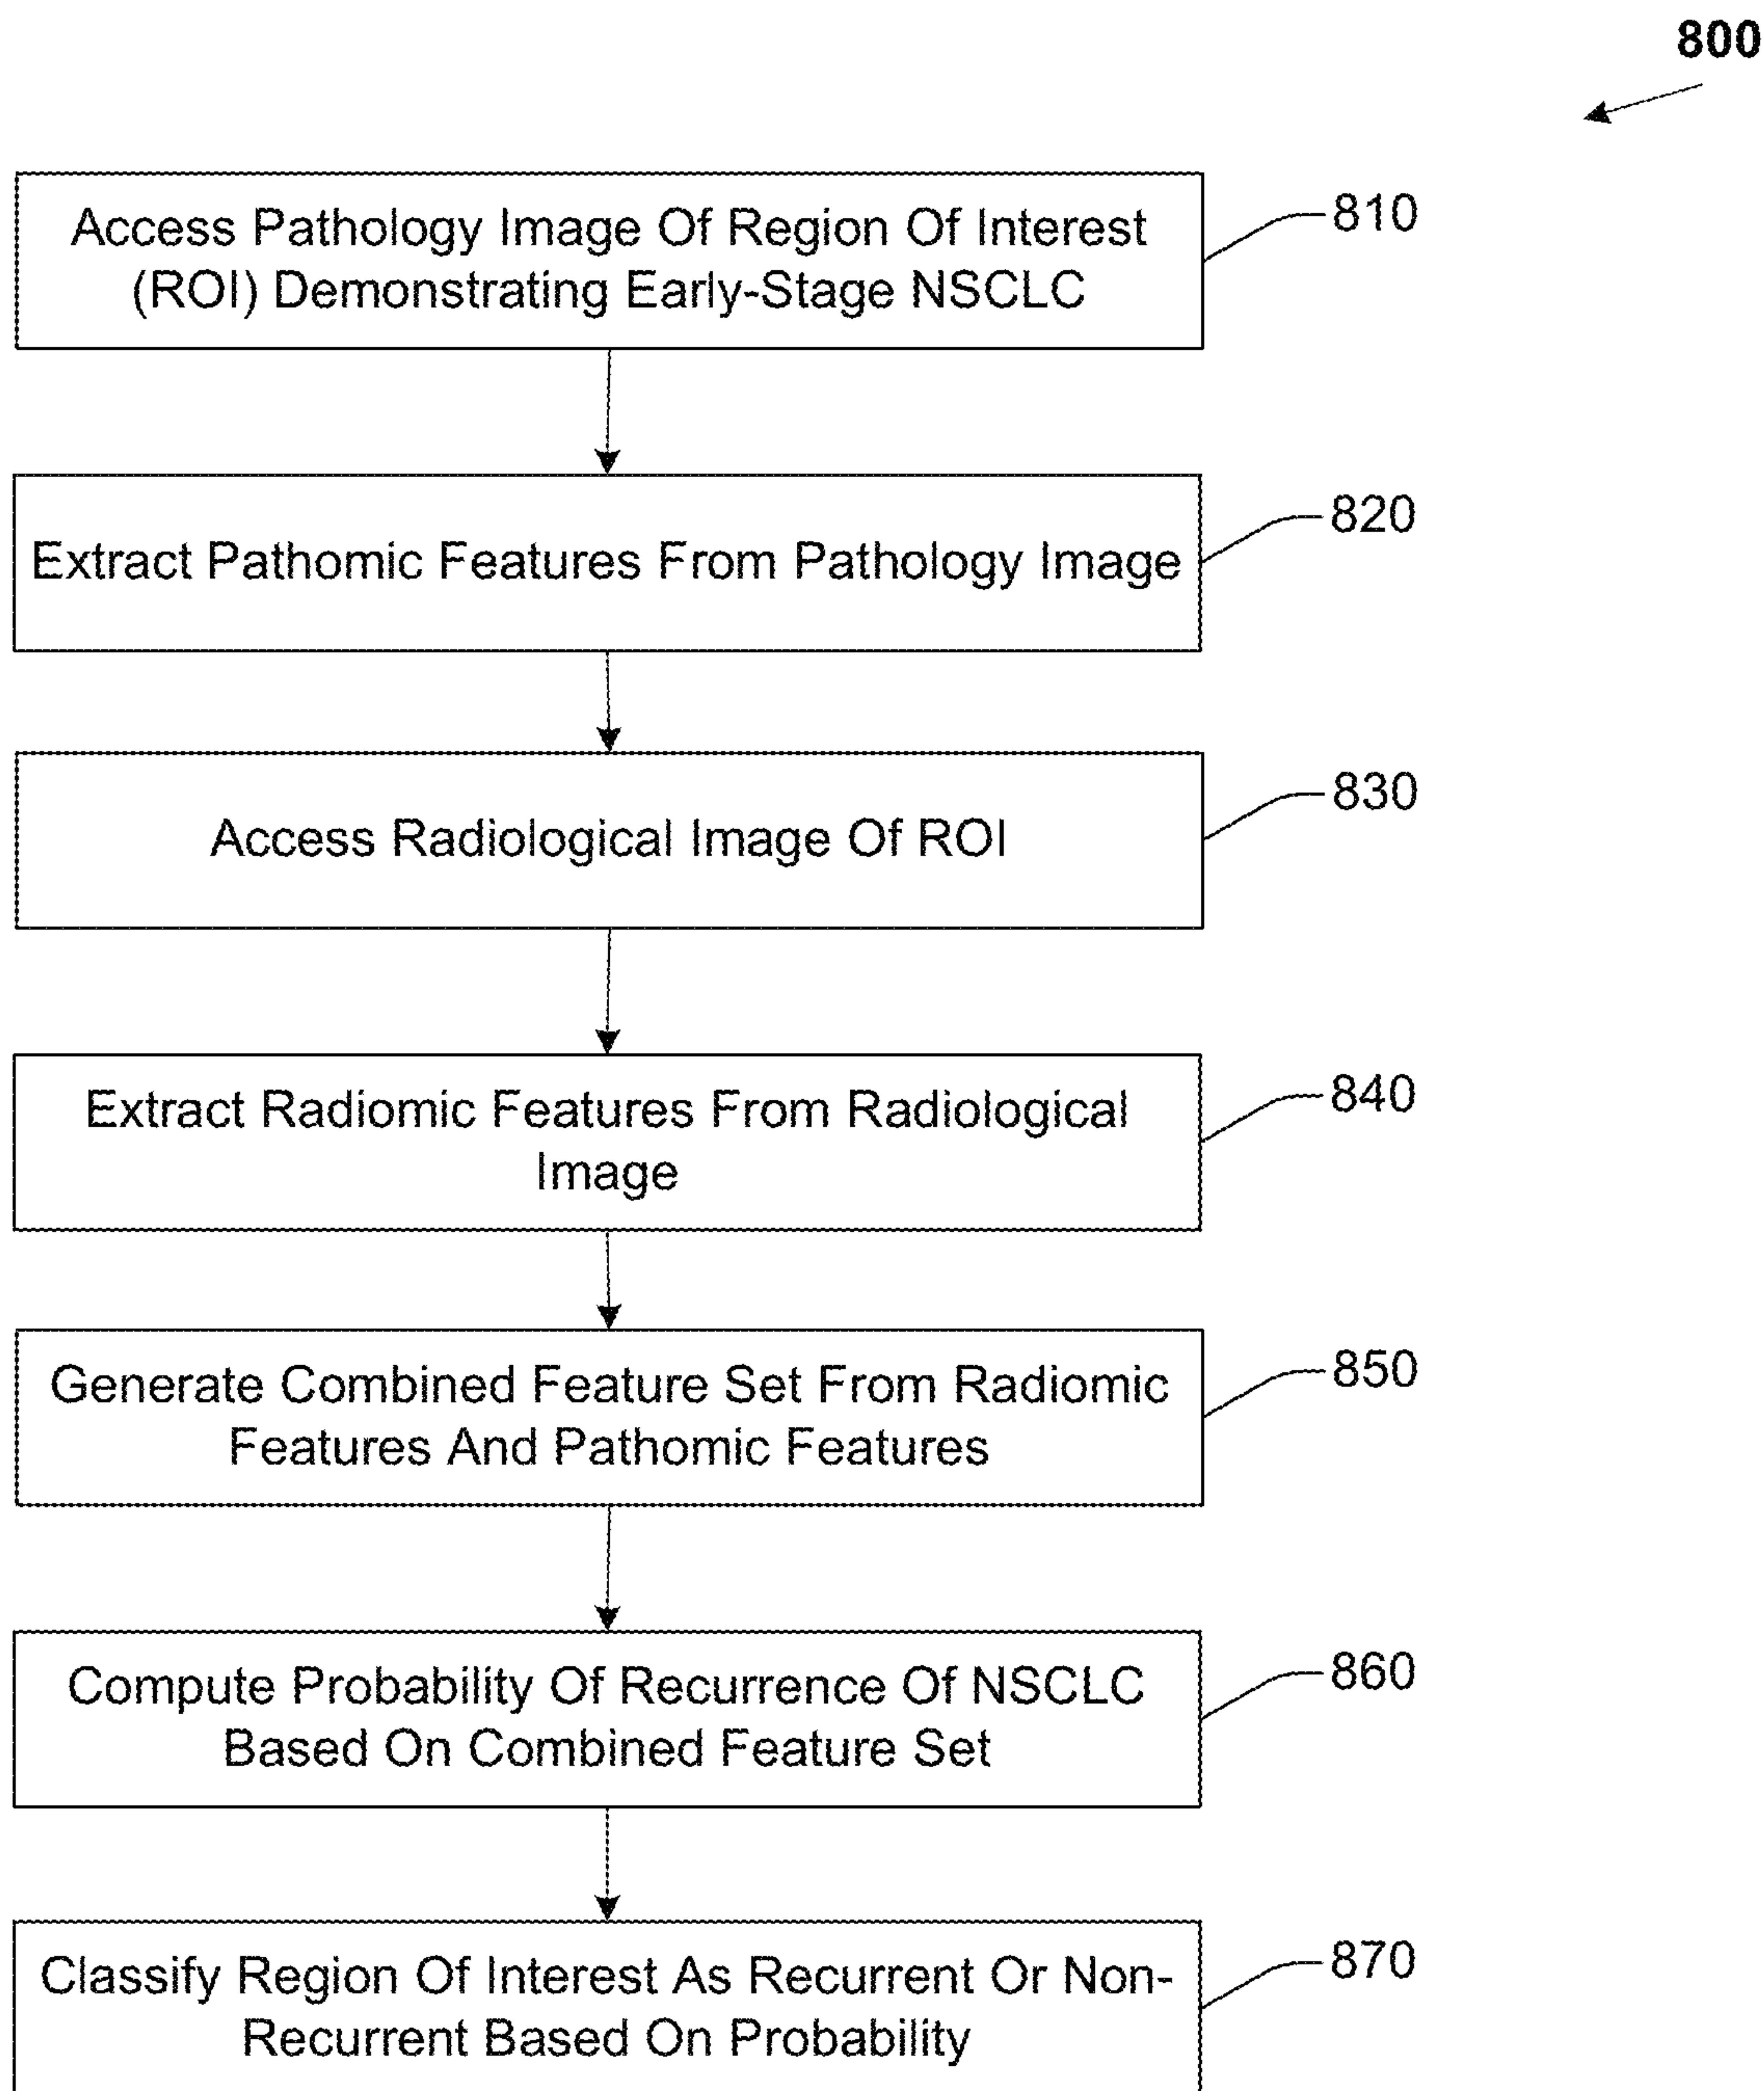 800
Access Pathology Image Of Region Of Interest
(ROI) Demonstrating Early-Stage NSCLC
810
Extract Pathomic Features From Pathology Image
820
Access Radiological Image Of ROI
830
Extract Radiomic Features From Radiological
Image
840
Generate Combined Feature Set From Radiomic
Features And Pathomic Features
850
Compute Probability Of Recurrence Of NSCLC
Based On Combined Feature Set
860
Classify Region Of Interest As Recurrent Or Non-
Recurrent Based On Probability
870